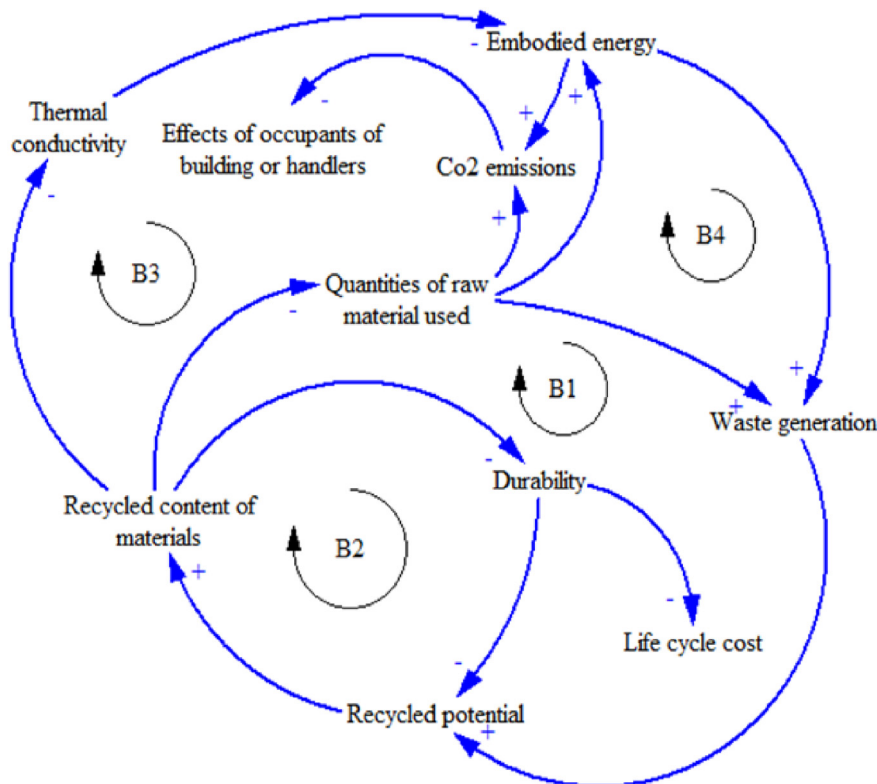 Embodied energy
-
Thermal
conductivity
-
Effects of occupants of
building or handlers
-
+
+
Co2 emissions
+
B4
B3
Quantities of raw
material used
-
B1
+
+
Waste generation
-
Durability
Recycled content of
materials
B2
+
-
Life cycle cost
-
Recycled potential
+